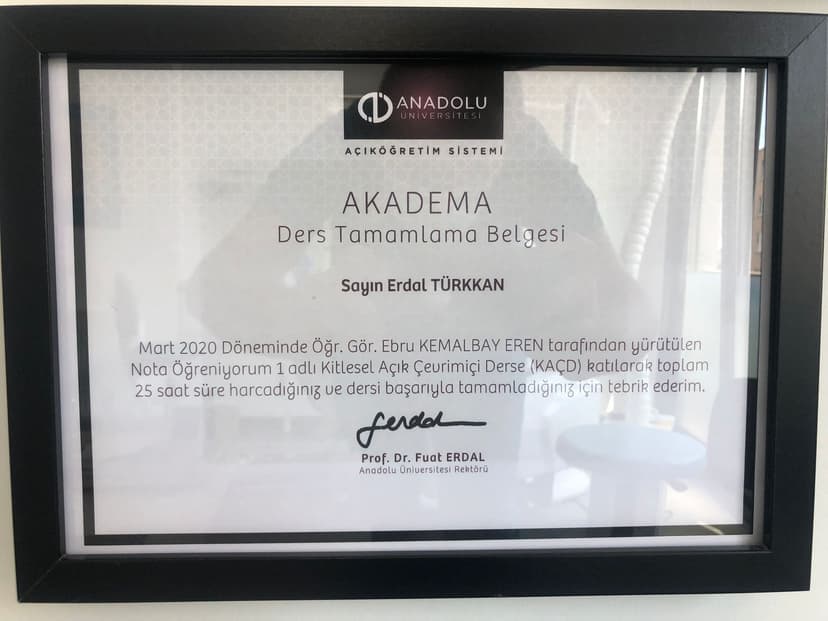 ANADOLU
ÜNİVERSİTESİ
AÇIKÖĞRETİM SİSTEMİ
AKADEMA
Ders Tamamlama Belgesi
Sayın Erdal TÜRKKAN
Mart 2020 Döneminde Öğr. Gör. Ebru KEMALBAY EREN tarafından yürütülen
Nota Öğreniyorum 1 adlı Kitlesel Açık Çevrimiçi Derse (KAÇD) katılarak toplam
25 saat süre harcadığınız ve dersi başarıyla tamamladığınız için tebrik ederim.
Prof. Dr. Fuat ERDAL
Anadolu Üniversitesi Rektörü